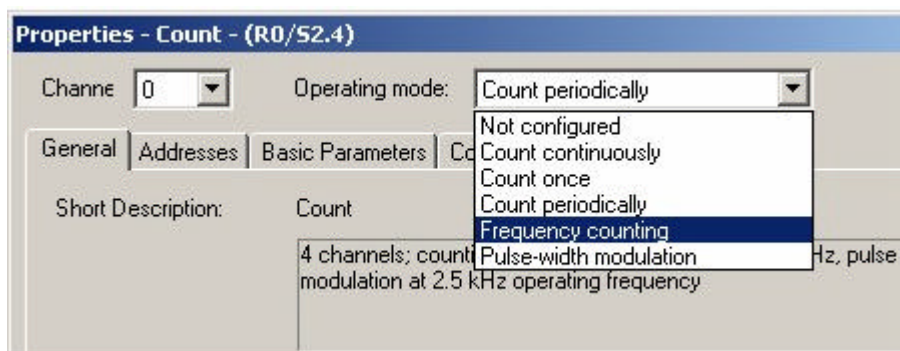 Properties - Count - (R0/S2.4)
Channe 0 Operating mode: Count periodically
Not configured
Count continuously
Count once
Count periodically
Frequency counting
Pulse-width modulation
General Addresses Basic Parameters
Short Description: Count
4 channels; counti Hz, pulse
modulation at 2.5 kHz operating frequency